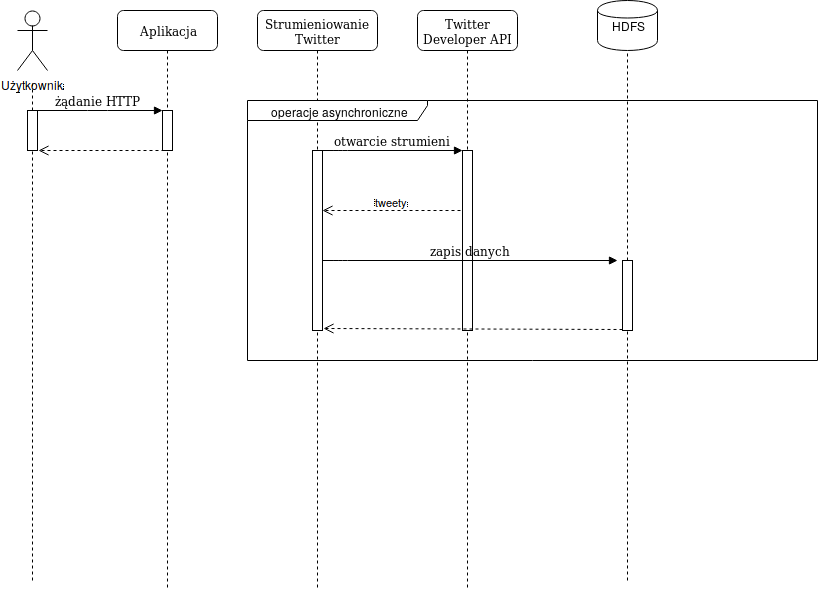 Aplikacja
Strumieniowanie
Twitter
Twitter
Developer API
HDFS
Użytkownik
żądanie HTTP
operacje asynchroniczne
otwarcie strumieni
tweety
zapis danych